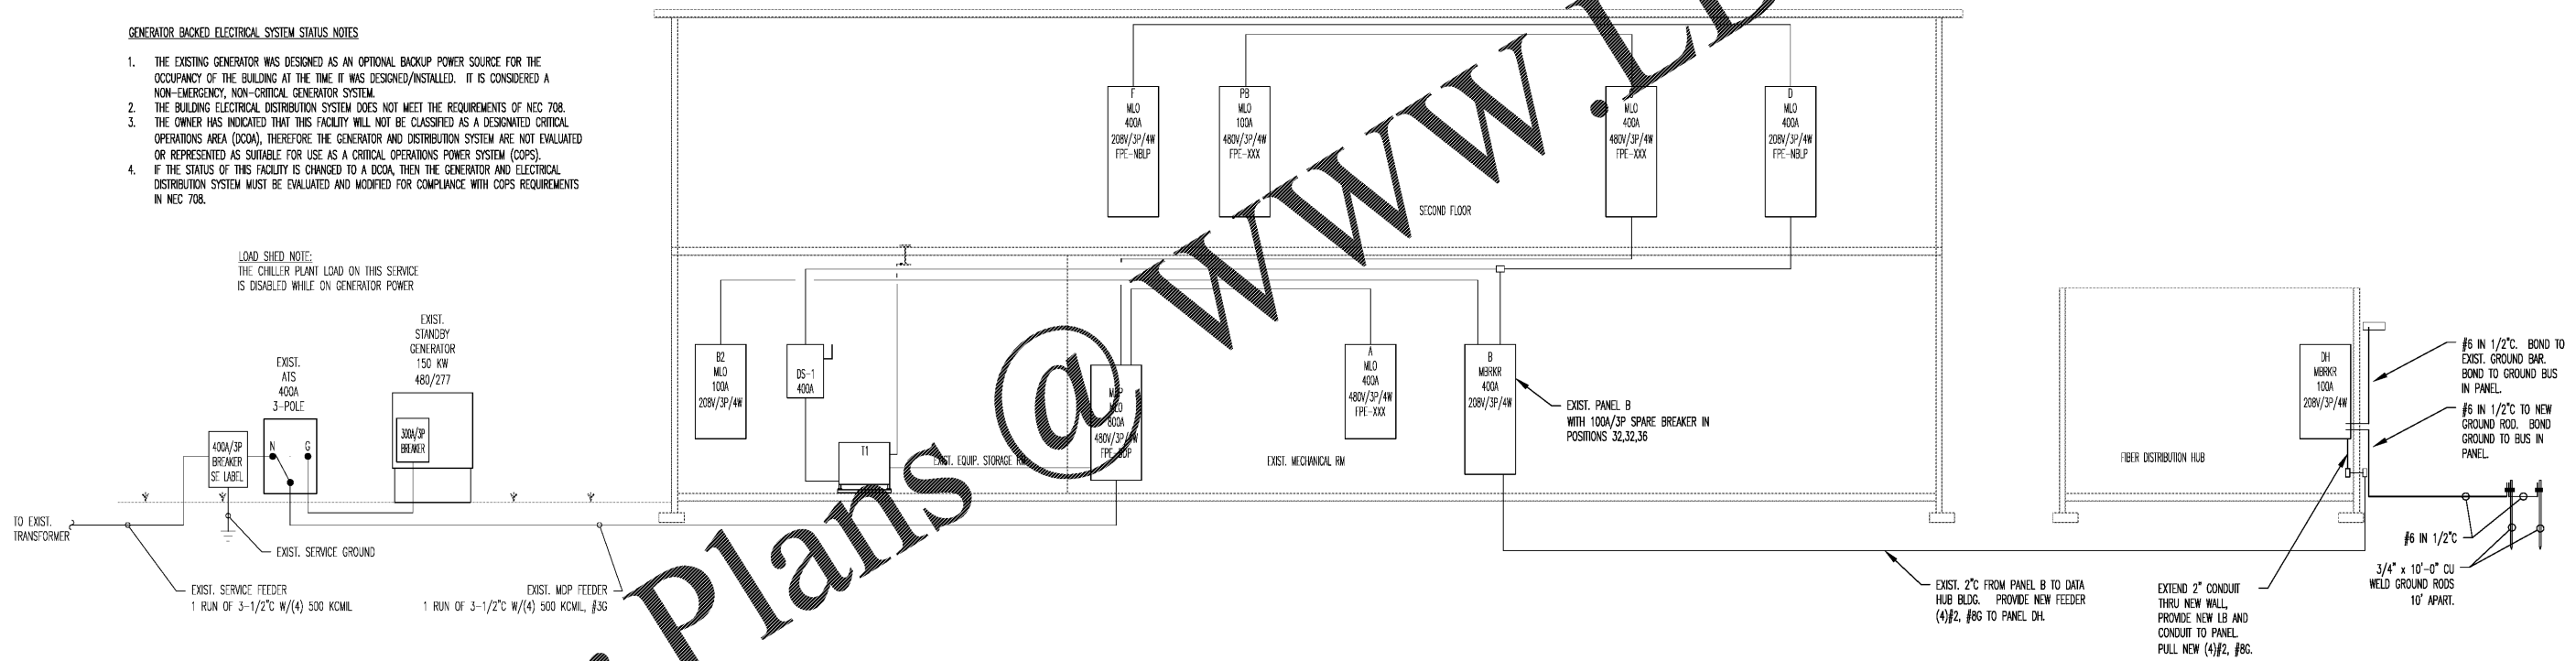 GENERATOR BACKED ELECTRICAL SYSTEM STATUS NOTES
1. THE EXISTING GENERATOR WAS DESIGNED AS AN OPTIONAL BACKUP POWER SOURCE FOR THE
OCCUPANCY OF THE BUILDING AT THE TIME IT WAS DESIGNED/INSTALLED. IT IS CONSIDERED A
NON-EMERGENCY, NON-CRITICAL GENERATOR SYSTEM.
2. THE BUILDING ELECTRICAL DISTRIBUTION SYSTEM DOES NOT MEET THE REQUIREMENTS OF NEC 708.
3. THE OWNER HAS INDICATED THAT THIS FACILITY WILL NOT BE CLASSIFIED AS A DESIGNATED CRITICAL
OPERATIONS AREA (DCOA), THEREFORE THE GENERATOR AND DISTRIBUTION SYSTEM ARE NOT EVALUATED
OR REPRESENTED AS SUITABLE FOR USE AS A CRITICAL OPERATIONS POWER SYSTEM (COPS).
4. IF THE STATUS OF THIS FACILITY IS CHANGED TO A DCOA, THEN THE GENERATOR AND ELECTRICAL
DISTRIBUTION SYSTEM MUST BE EVALUATED AND MODIFIED FOR COMPLIANCE WITH COPS REQUIREMENTS
IN NEC 708.
LOAD SHED NOTE:
THE CHILLER PLANT LOAD ON THIS SERVICE
IS DISABLED WHILE ON GENERATOR POWER
EXIST.
STANDBY
GENERATOR
150 KW
480/277
300A/3P
BREAKER
EXIST.
ATS
400A
3-POLE
N G
400A/3P
BREAKER
SE LABEL
TO EXIST.
TRANSFORMER
EXIST. SERVICE GROUND
EXIST. SERVICE FEEDER
1 RUN OF 3-1/2"C W/(4) 500 KCMIL
EXIST. MDP FEEDER
1 RUN OF 3-1/2"C W/(4) 500 KCMIL, #3G
F
MLO
400A
208V/3P/4W
FPE-NBLP
PB
MLO
100A
480V/3P/4W
FPE-XXX
MLO
400A
480V/3P/4W
FPE-XXX
D
MLO
400A
208V/3P/4W
FPE-NBLP
SECOND FLOOR
B2
MLO
100A
208V/3P/4W
DS-1
400A
T1
EXIST. EQUIP. STORAGE
MLO
800A
480V/3P/4W
A
MLO
400A
480V/3P/4W
FPE-XXX
EXIST. MECHANICAL RM
B
MBRKR
400A
208V/3P/4W
EXIST. PANEL B
WITH 100A/3P SPARE BREAKER IN
POSITIONS 32,32,36
DH
MBRKR
100A
208V/3P/4W
FIBER DISTRIBUTION HUB
#6 IN 1/2"C. BOND TO
EXIST. GROUND BAR.
BOND TO GROUND BUS
IN PANEL.
#6 IN 1/2"C TO NEW
GROUND ROD. BOND
GROUND TO BUS IN
PANEL.
#6 IN 1/2"C
3/4" x 10'-0" CU
WELD GROUND RODS
10' APART.
EXIST. 2"C FROM PANEL B TO DATA
HUB BLDG. PROVIDE NEW FEEDER
(4)#2, #8G TO PANEL DH.
EXTEND 2" CONDUIT
THRU NEW WALL,
PROVIDE NEW LB AND
CONDUIT TO PANEL.
PULL NEW (4)#2, #8G.
Plans @ www.LD